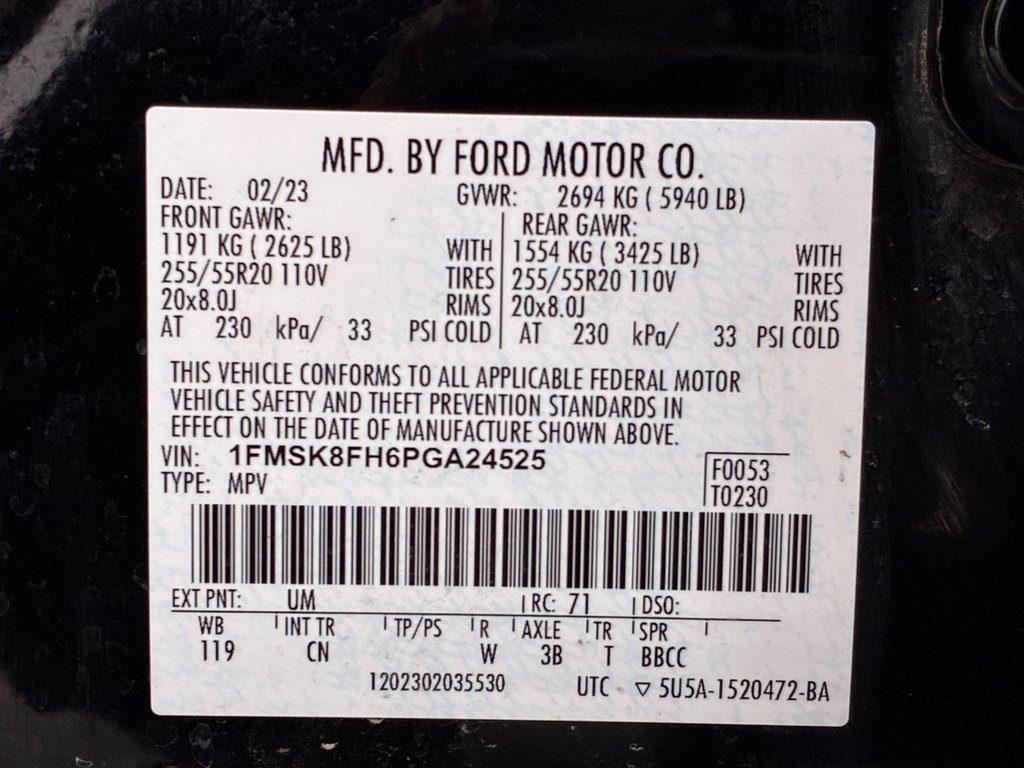 MFD. BY FORD MOTOR CO.
DATE: 02/23 GVWR: 2694 KG ( 5940 LB)
FRONT GAWR: REAR GAWR:
1191 KG ( 2625 LB) WITH 1554 KG ( 3425 LB) WITH
255/55R20 110V TIRES 255/55R20 110V TIRES
20x8.0J RIMS 20x8.0J RIMS
AT 230 kPa/ 33 PSI COLD AT 230 kPa/ 33 PSI COLD
THIS VEHICLE CONFORMS TO ALL APPLICABLE FEDERAL MOTOR
VEHICLE SAFETY AND THEFT PREVENTION STANDARDS IN
EFFECT ON THE DATE OF MANUFACTURE SHOWN ABOVE.
VIN: 1FMSK8FH6PGA24525 F0053
TYPE: MPV T0230
EXT PNT: UM RC: 71 DSO:
WB INT TR TP/PS R AXLE TR SPR
119 CN W 3B T BBCC
1202302035530 UTC ▽ 5U5A-1520472-BA